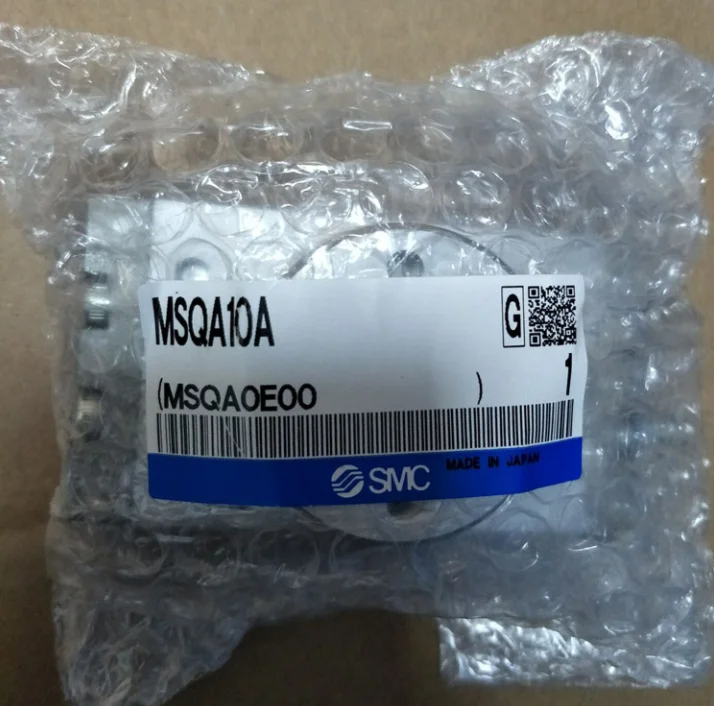 MSQA10A G
(MSQA0E00 ) 1
SMC MADE IN JAPAN